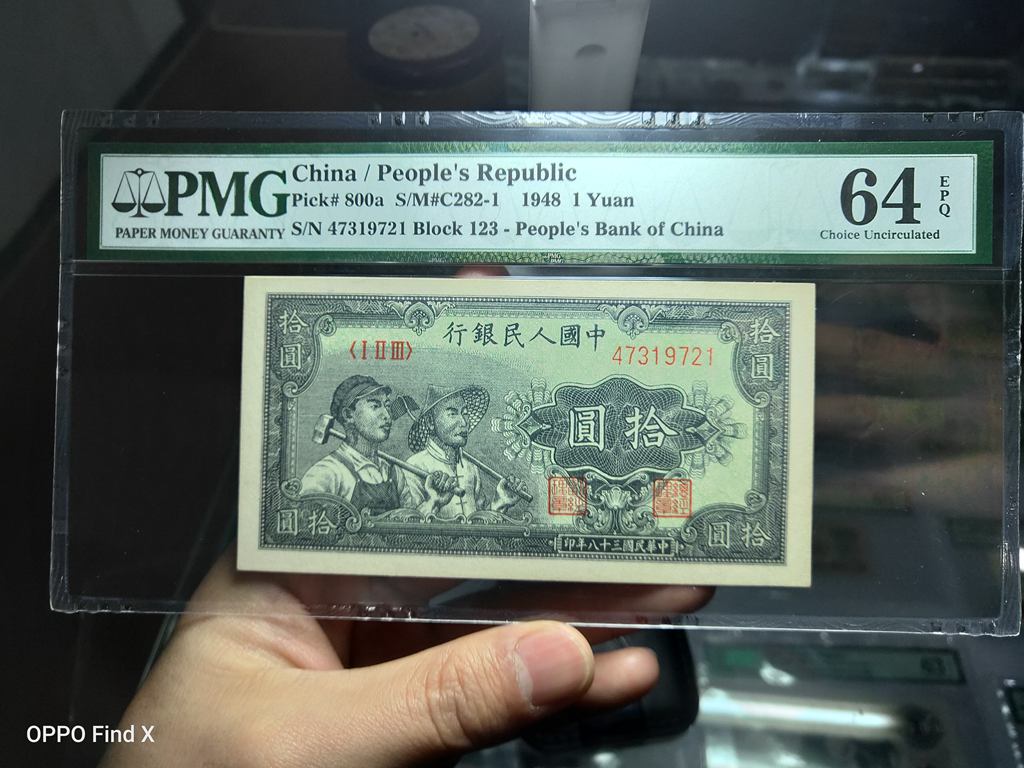 China / People's Republic
PMG
Pick# 800a S/M#C282-1 1948 1 Yuan
PAPER MONEY GUARANTY
S/N 47319721 Block 123 - People's Bank of China
64
EPQ
Choice Uncirculated
行銀民人國中
拾圓
拾圓
〈ⅠⅡⅢ〉
47319721
圓拾
圓拾
圓拾
印年八十三國民華中
63
OPPO Find X